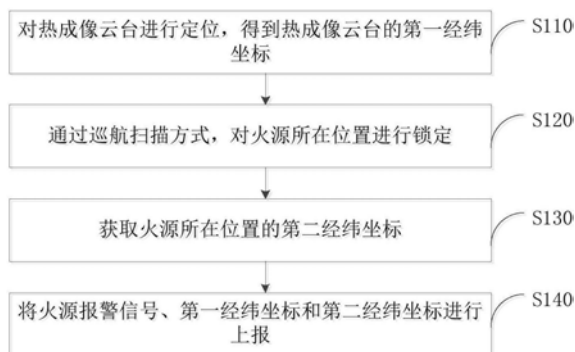 对热成像云台进行定位，得到热成像云台的第一经纬
坐标
S1100
通过巡航扫描方式，对火源所在位置进行锁定
S1200
获取火源所在位置的第二经纬坐标
S1300
将火源报警信号、第一经纬坐标和第二经纬坐标进行
上报
S1400